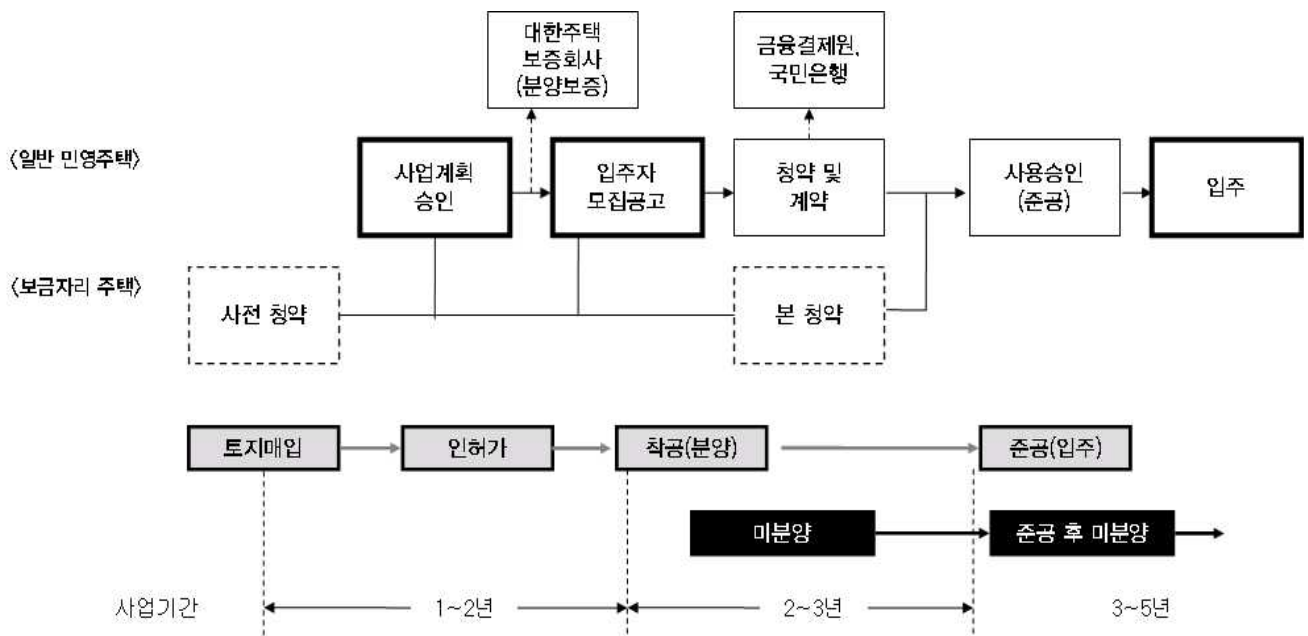 대한주택
보증회사
(분양보증)
금융결제원,
국민은행
<일반 민영주택>
사업계획
승인
입주자
모집공고
청약 및
계약
사용승인
(준공)
입주
<보금자리 주택>
사전 청약
본 청약
토지매입
인허가
착공(분양)
준공(입주)
미분양
준공 후 미분양
사업기간
1~2년
2~3년
3~5년